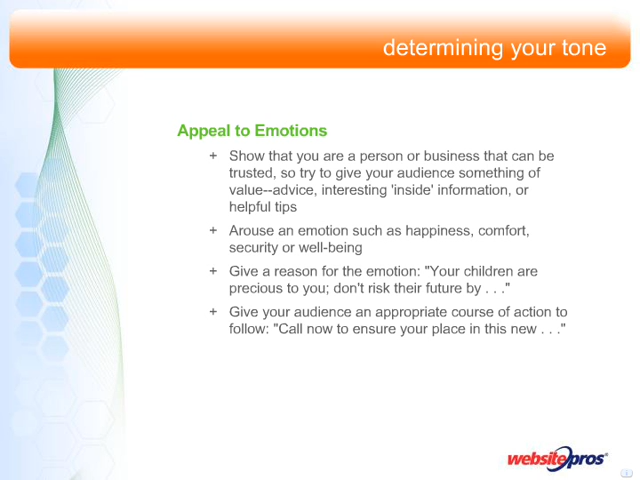 determining your tone
Appeal to Emotions
+ Show that you are a person or business that can be
trusted, so try to give your audience something of
value--advice, interesting 'inside' information, or
helpful tips
+ Arouse an emotion such as happiness, comfort,
security or well-being
+ Give a reason for the emotion: "Your children are
precious to you; don't risk their future by . . ."
+ Give your audience an appropriate course of action to
follow: "Call now to ensure your place in this new . . ."
websitepros®